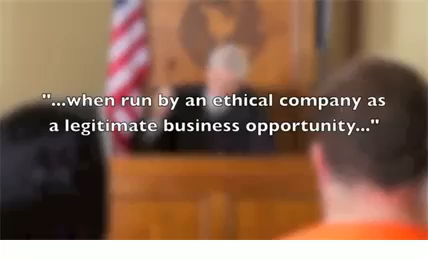 "...when run by an ethical company as
a legitimate business opportunity..."